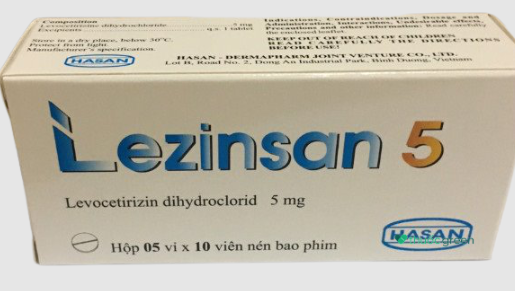 Composition
Levocetirizine dihydrochloride 5 mg
Excipients q.s. 1 tablet
Store in a dry place, below 30°C.
Protect from light.
Manufacturer's specification.
Indications, Contraindications, Dosage and
Administration, Interactions, Undesirable effects,
Precautions and other information: Read carefully
the enclosed leaflet.
KEEP OUT OF REACH OF CHILDREN
READ CAREFULLY THE DIRECTIONS
BEFORE USE!
HASAN
HASAN - DERMAPHARM JOINT VENTURE CO., LTD.
Lot B, Road No. 2, Dong An Industrial Park, Binh Duong, Vietnam
Lezinsan 5
Levocetirizin dihydroclorid 5 mg
Hộp 05 vỉ x 10 viên nén bao phim
HASAN